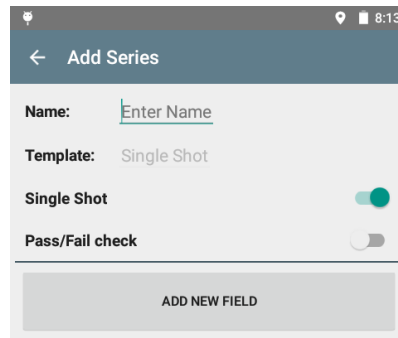 8:13
Add Series
Name: Enter Name
Template: Single Shot
Single Shot
Pass/Fail check
ADD NEW FIELD